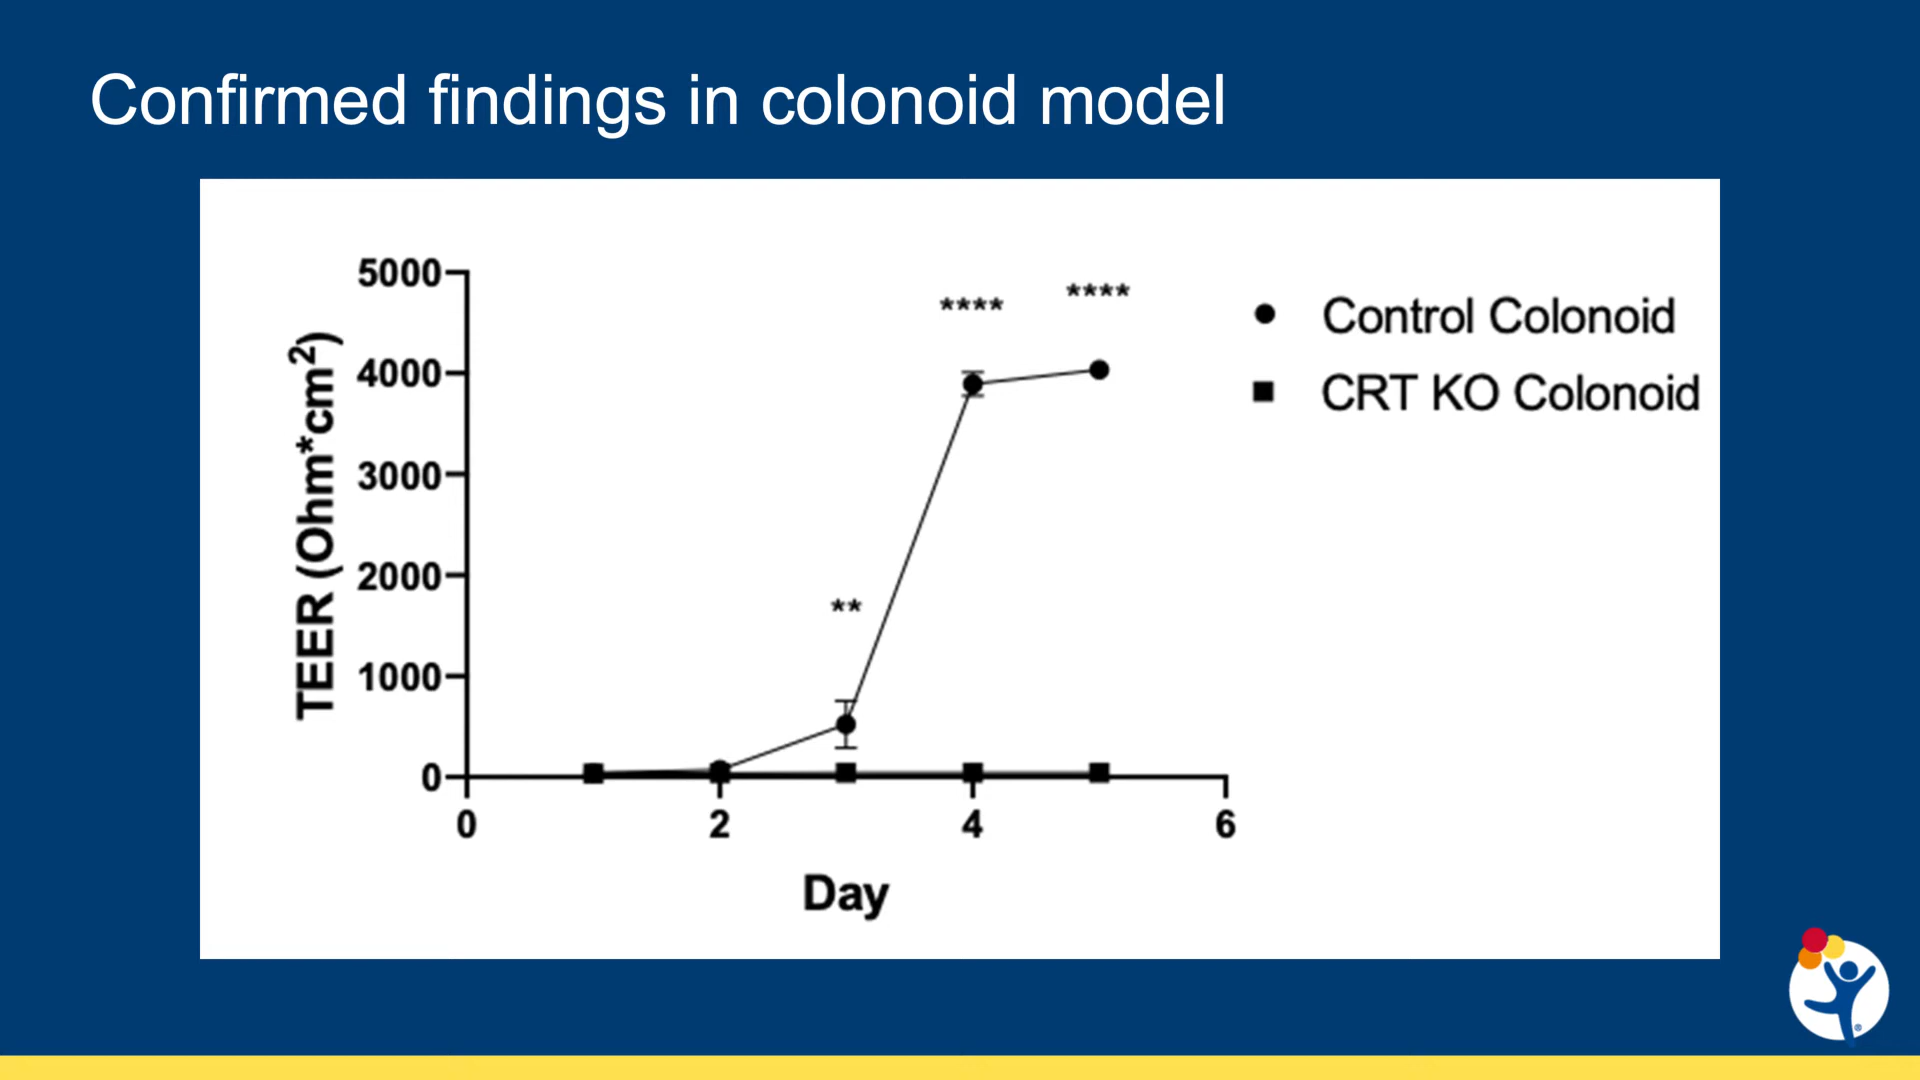 Confirmed findings in colonoid model
5000
4000
3000
2000
1000
0
TEER (Ohm*cm²)
**
****
****
0
2
4
6
Day
Control Colonoid
CRT KO Colonoid
®